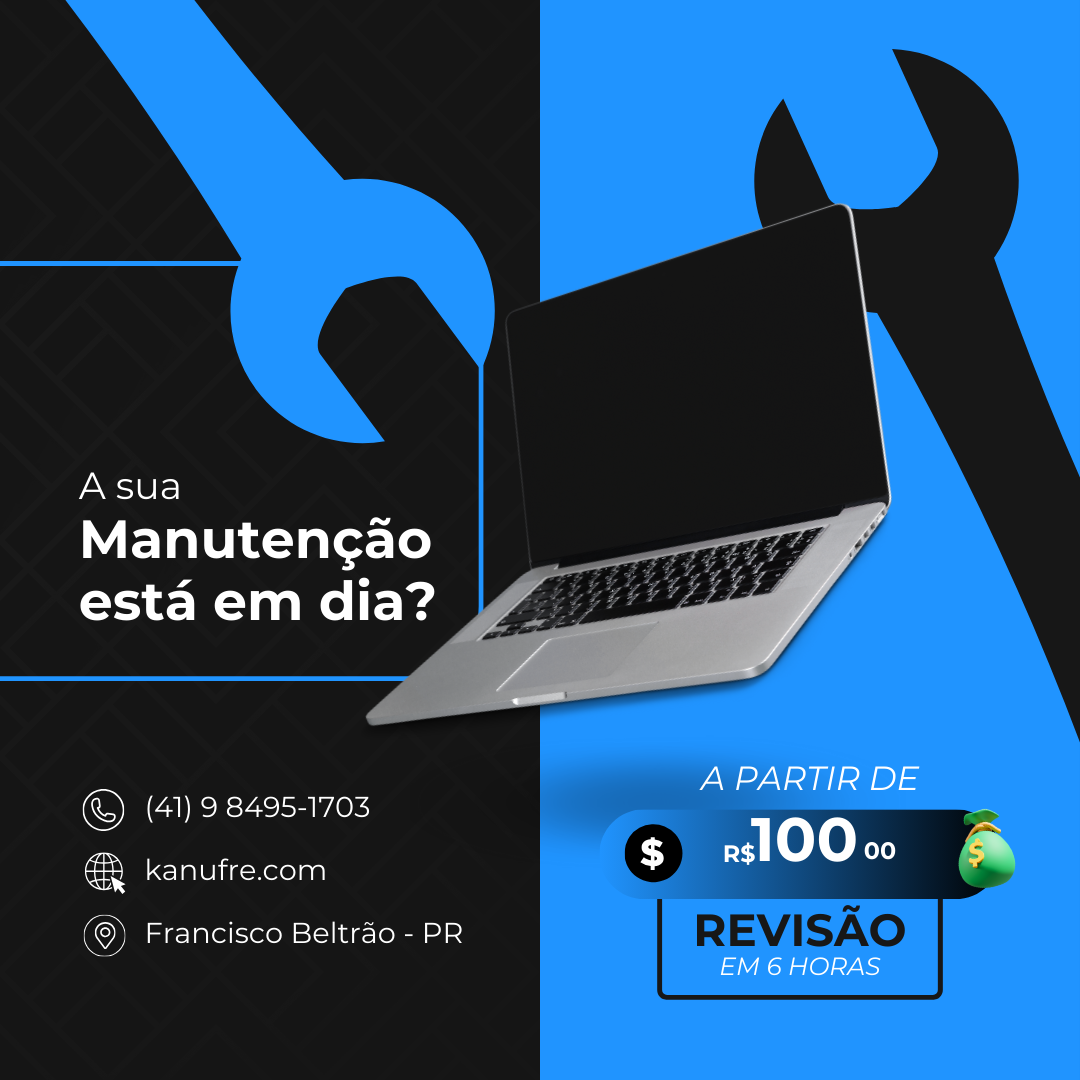 A sua
Manutenção
está em dia?
(41) 9 8495-1703
kanufre.com
Francisco Beltrão - PR
A PARTIR DE
$ R$100 00 $
REVISÃO
EM 6 HORAS